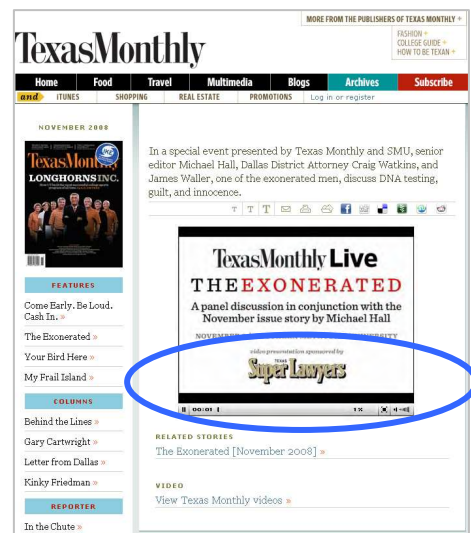 MORE FROM THE PUBLISHERS OF TEXAS MONTHLY +
FASHION +
COLLEGE GUIDE +
HOW TO BE TEXAN +
TexasMonthly
Home Food Travel Multimedia Blogs Archives Subscribe
and ITUNES SHOPPING REAL ESTATE PROMOTIONS Log in or register
NOVEMBER 2008
TexasMonthly
LONGHORNS INC.
FEATURES
Come Early. Be Loud.
Cash In. »
The Exonerated »
Your Bird Here »
My Frail Island »
COLUMNS
Behind the Lines »
Gary Cartwright »
Letter from Dallas »
Kinky Friedman »
REPORTER
In the Chute »
In a special event presented by Texas Monthly and SMU, senior
editor Michael Hall, Dallas District Attorney Craig Watkins, and
James Waller, one of the exonerated men, discuss DNA testing,
guilt, and innocence.
T T T
TexasMonthly Live
THE EXONERATED
A panel discussion in conjunction with the
November issue story by Michael Hall
video presentation sponsored by
TEXAS
Super Lawyers
00:01
1X
RELATED STORIES
The Exonerated [November 2008] »
VIDEO
View Texas Monthly videos »